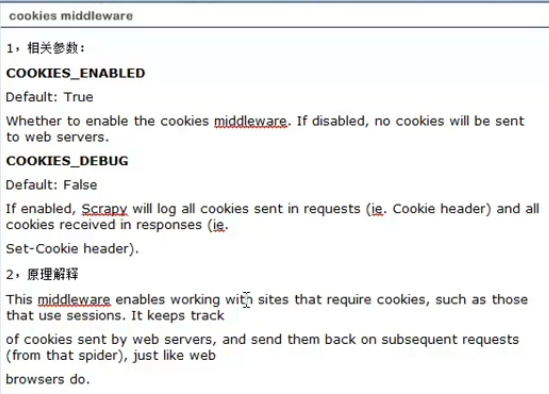 cookies middleware
1，相关参数：
COOKIES_ENABLED
Default: True
Whether to enable the cookies middleware. If disabled, no cookies will be sent
to web servers.
COOKIES_DEBUG
Default: False
If enabled, Scrapy will log all cookies sent in requests (ie. Cookie header) and all
cookies received in responses (ie.
Set-Cookie header).
2，原理解释
This middleware enables working with sites that require cookies, such as those
that use sessions. It keeps track
of cookies sent by web servers, and send them back on subsequent requests
(from that spider), just like web
browsers do.